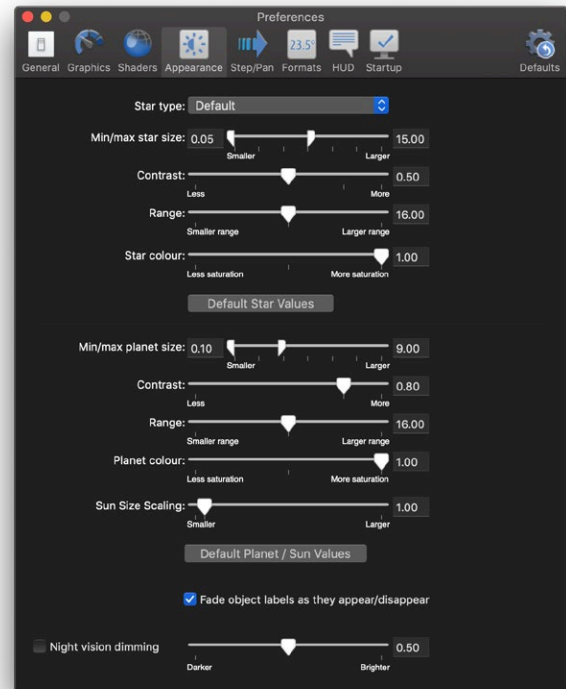 Preferences
General Graphics Shaders Appearance Step/Pan 23.5° Formats HUD Startup Defaults
Star type: Default
Min/max star size: 0.05 15.00
Smaller Larger
Contrast: 0.50
Less More
Range: 16.00
Smaller range Larger range
Star colour: 1.00
Less saturation More saturation
Default Star Values
Min/max planet size: 0.10 9.00
Smaller Larger
Contrast: 0.80
Less More
Range: 16.00
Smaller range Larger range
Planet colour: 1.00
Less saturation More saturation
Sun Size Scaling: 1.00
Smaller Larger
Default Planet / Sun Values
Fade object labels as they appear/disappear
Night vision dimming 0.50
Darker Brighter